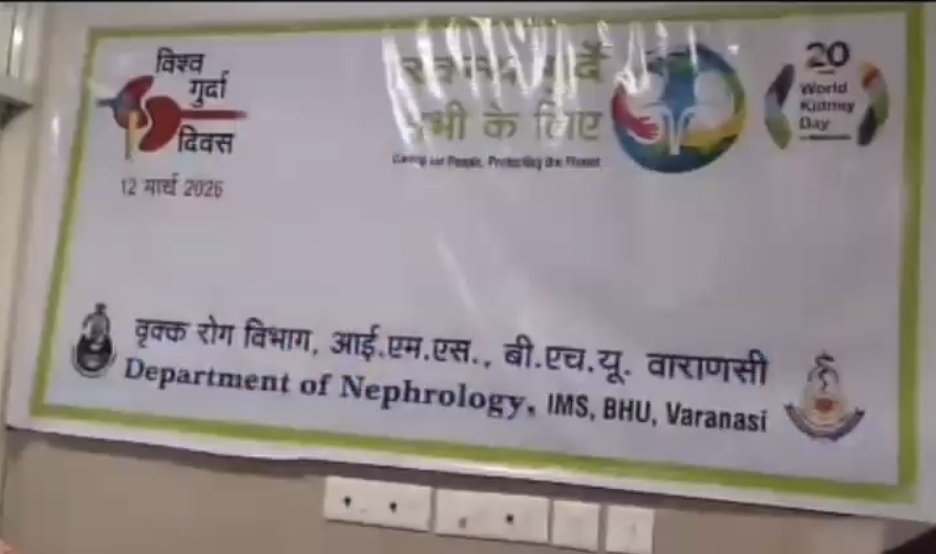 विश्व
गुर्दा
दिवस
12 मार्च 2026
के लिए
Caring for People, Protecting the Planet
20
World
Kidney
Day
वृक्क रोग विभाग, आई.एम.एस., बी.एच.यू. वाराणसी
Department of Nephrology, IMS, BHU, Varanasi